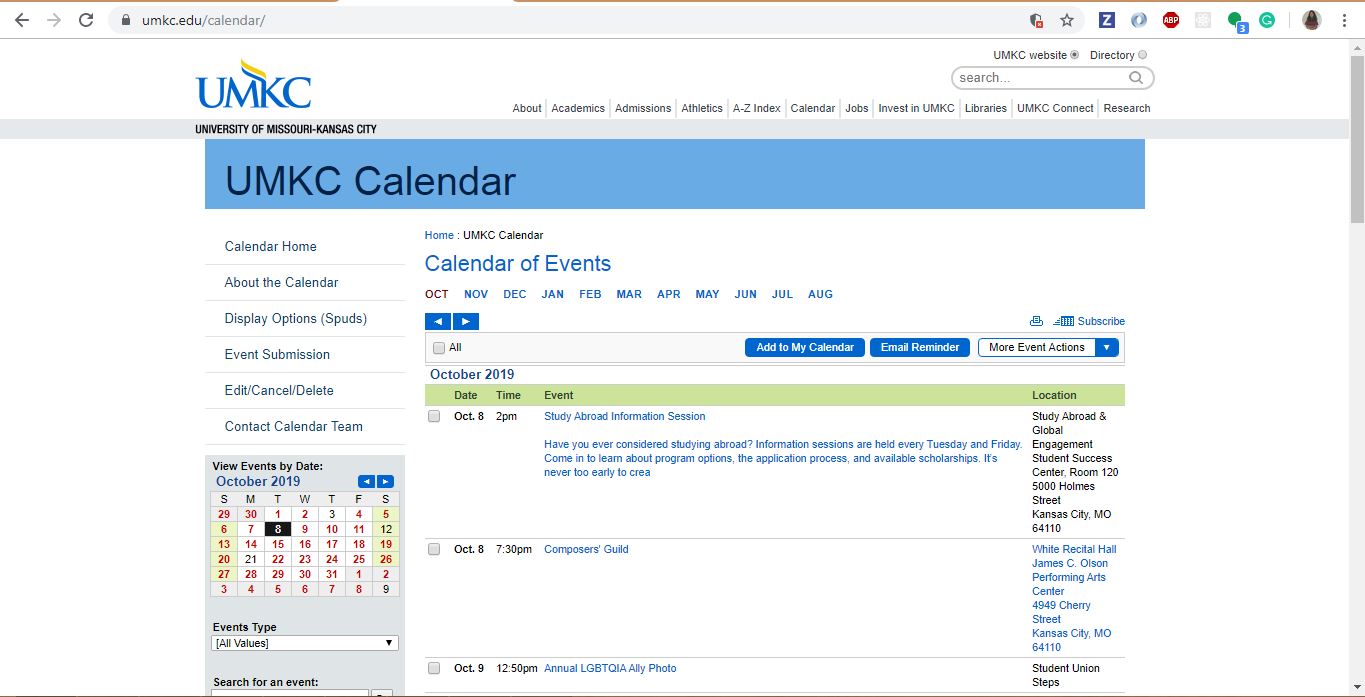 umkc.edu/calendar/
Z
ABP
3
G
UMKC website Directory
UMKC
search...
About Academics Admissions Athletics A-Z Index Calendar Jobs Invest in UMKC Libraries UMKC Connect Research
UNIVERSITY OF MISSOURI-KANSAS CITY
UMKC Calendar
Calendar Home
About the Calendar
Display Options (Spuds)
Event Submission
Edit/Cancel/Delete
Contact Calendar Team
View Events by Date:
October 2019
S M T W T F S
29 30 1 2 3 4 5
6 7 8 9 10 11 12
13 14 15 16 17 18 19
20 21 22 23 24 25 26
27 28 29 30 31 1 2
3 4 5 6 7 8 9
Events Type
[All Values]
Search for an event:
Home : UMKC Calendar
Calendar of Events
OCT NOV DEC JAN FEB MAR APR MAY JUN JUL AUG
Subscribe
All Add to My Calendar Email Reminder More Event Actions
October 2019
Date Time Event Location
Oct. 8 2pm Study Abroad Information Session
Have you ever considered studying abroad? Information sessions are held every Tuesday and Friday.
Come in to learn about program options, the application process, and available scholarships. It's
never too early to crea
Study Abroad &
Global
Engagement
Student Success
Center, Room 120
5000 Holmes
Street
Kansas City, MO
64110
Oct. 8 7:30pm Composers' Guild
White Recital Hall
James C. Olson
Performing Arts
Center
4949 Cherry
Street
Kansas City, MO
64110
Oct. 9 12:50pm Annual LGBTQIA Ally Photo
Student Union
Steps